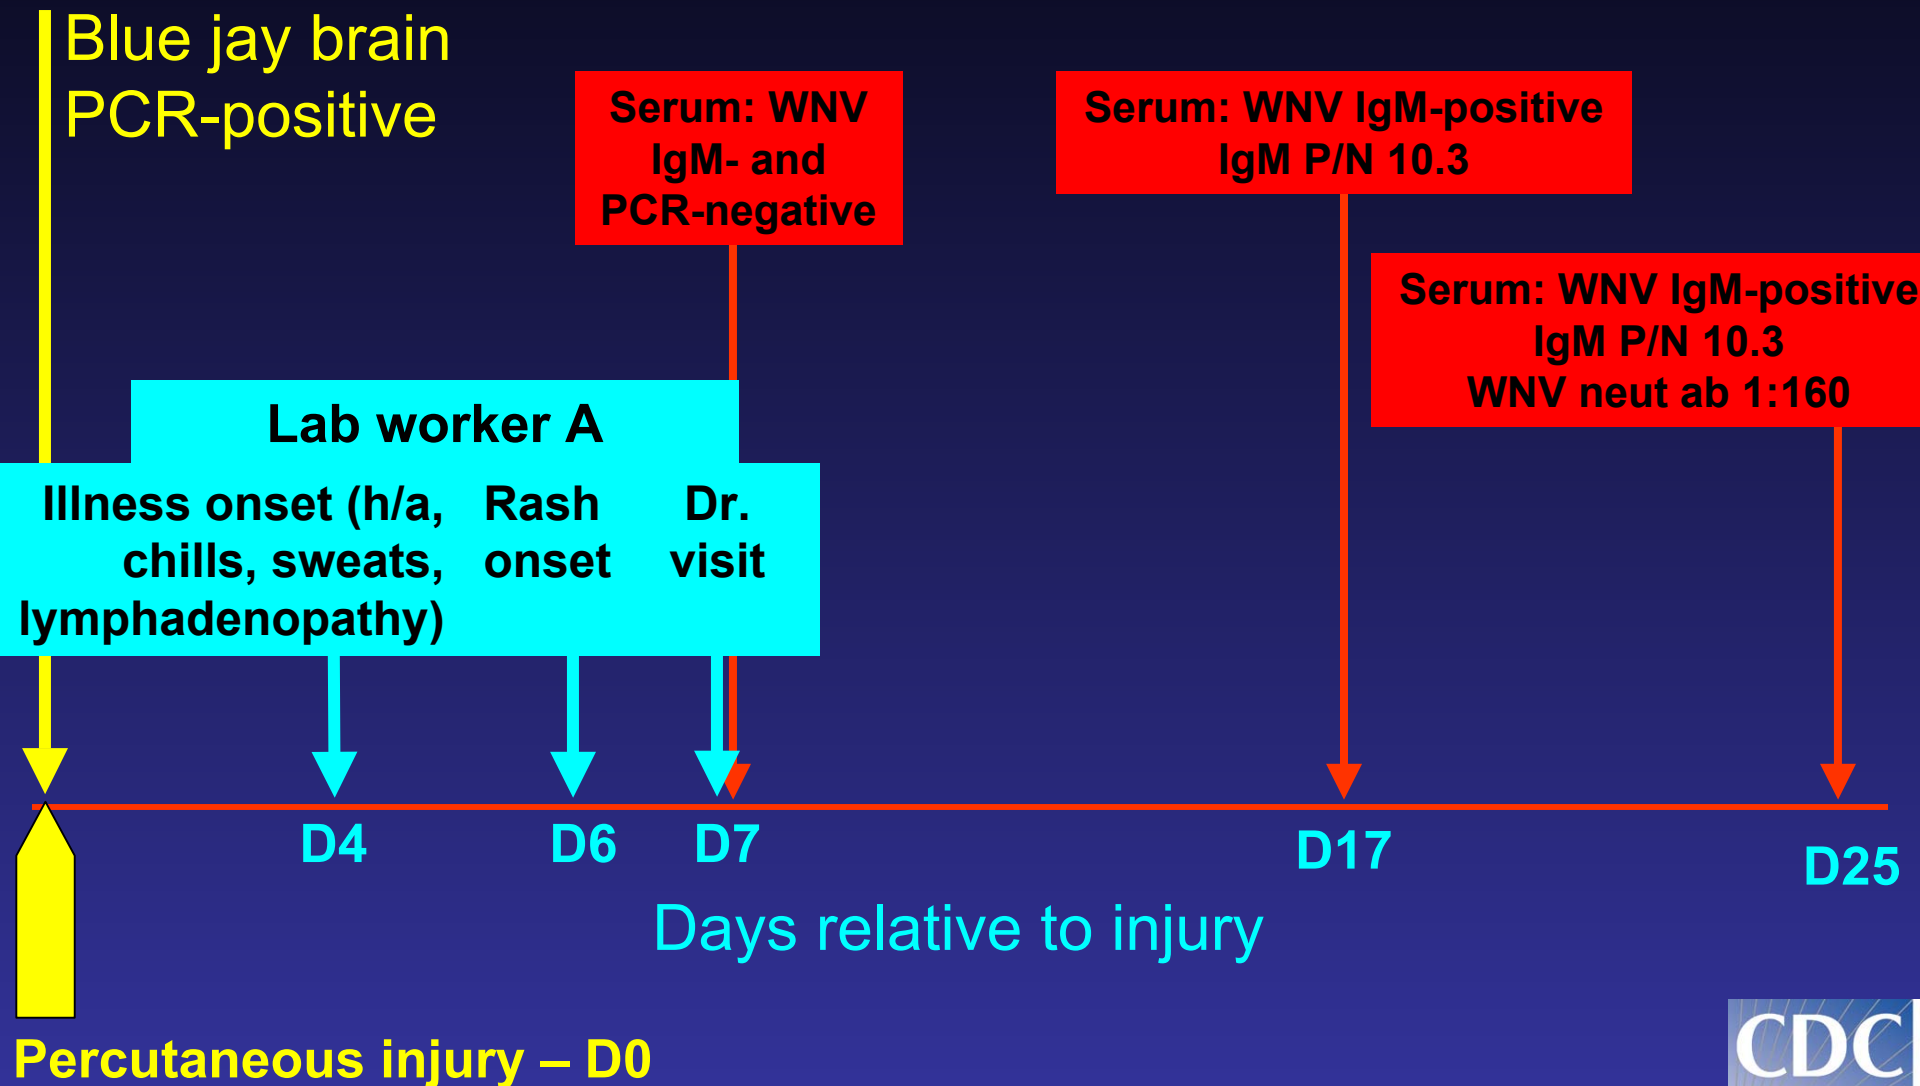 Blue jay brain
PCR-positive
Serum: WNV
IgM- and
PCR-negative
Serum: WNV IgM-positive
IgM P/N 10.3
Serum: WNV IgM-positive
IgM P/N 10.3
WNV neut ab 1:160
Lab worker A
Illness onset (h/a,
chills, sweats,
lymphadenopathy)
Rash
onset
Dr.
visit
D4
D6
D7
D17
D25
Days relative to injury
Percutaneous injury – D0
CDC